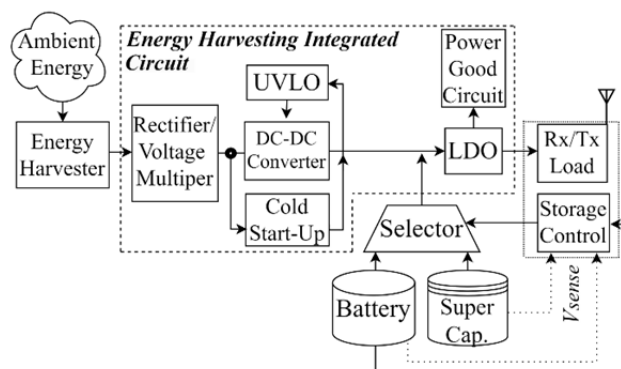 Ambient
Energy
Energy Harvesting Integrated
Circuit
Power
Good
Circuit
UVLO
Energy
Harvester
Rectifier/
Voltage
Multiper
DC-DC
Converter
LDO
Rx/Tx
Load
Cold
Start-Up
Selector
Storage
Control
Battery
Super
Cap.
Vsense